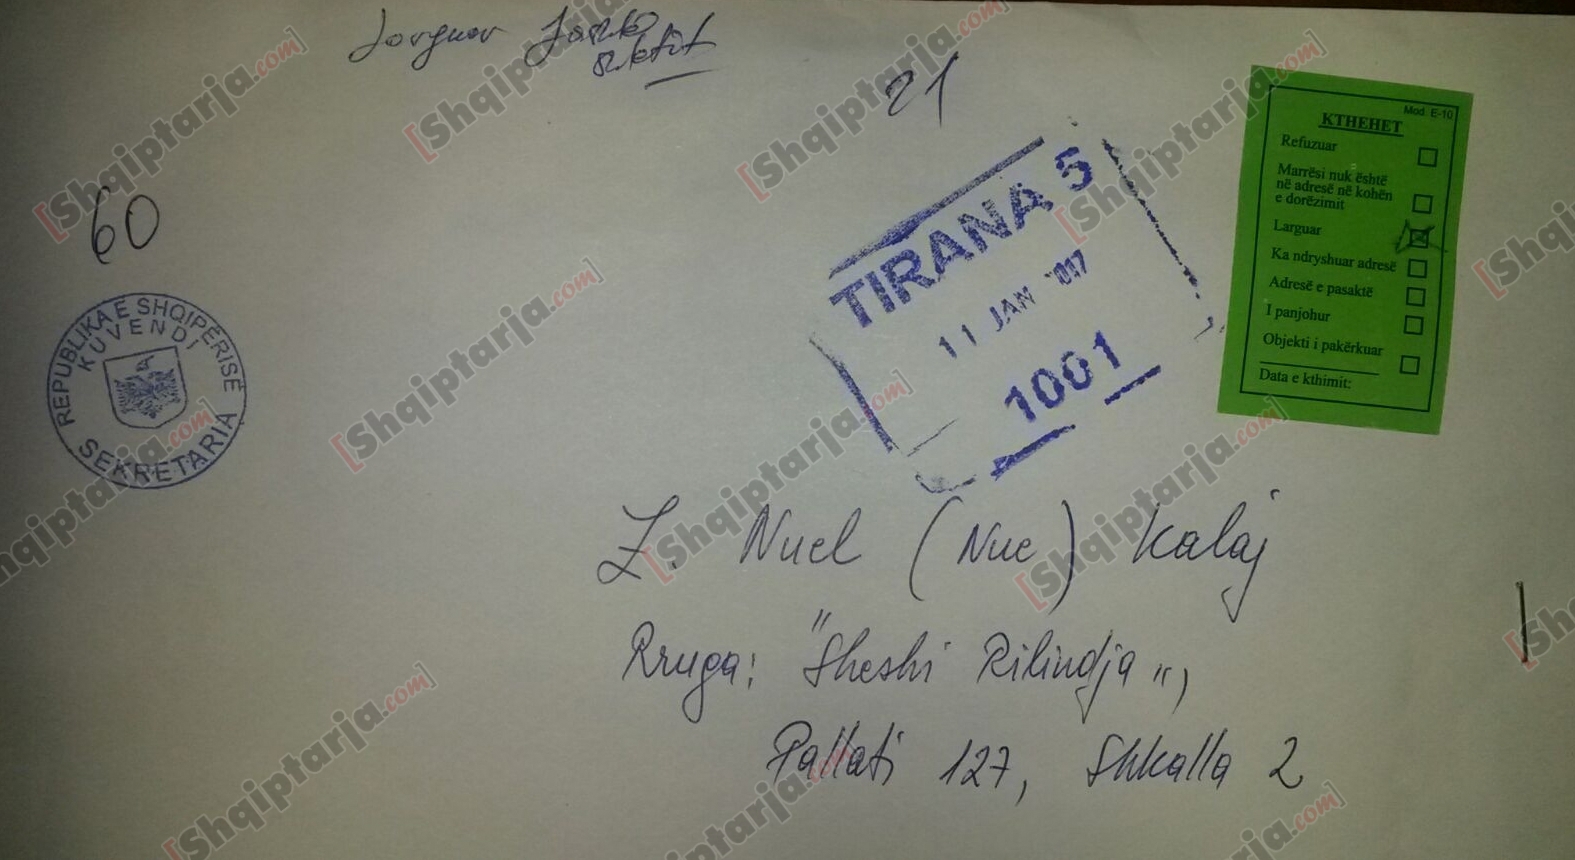 21
60
REPUBLIKA E SHQIPËRISË
KUVENDI
SEKRETARIA
TIRANA 5
11 JAN
1001
Mod. E-10
KTHEHET
Refuzuar
Marrësi nuk është
në adresë në kohën
e dorëzimit
Larguar
Ka ndryshuar adresë
Adresë e pasaktë
I panjohur
Objekti i pakërkuar
Data e kthimit:
Z. Nuel (Nue) Kalaj
Rruga: "Sheshi Rilindja",
Pallati 127, Shkalla 2
[Shqiptarja.com]